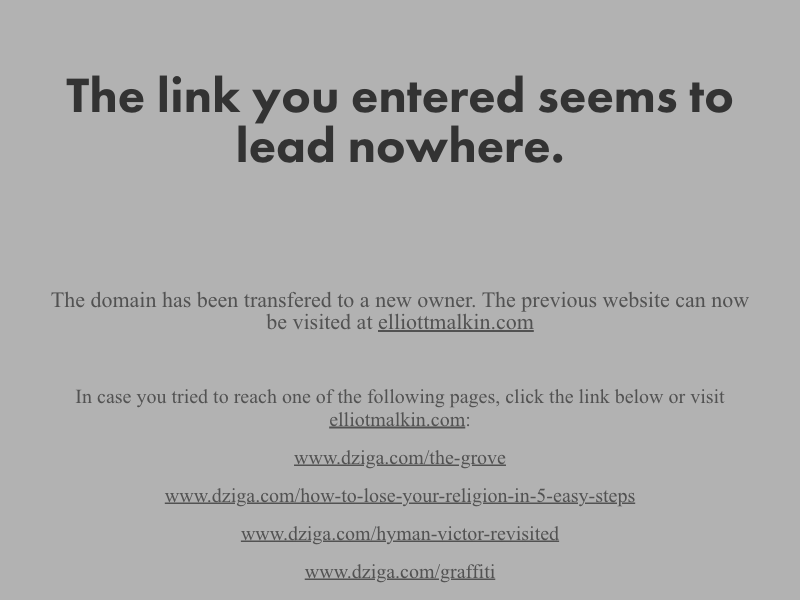 The link you entered seems to
lead nowhere.
The domain has been transfered to a new owner. The previous website can now
be visited at elliottmalkin.com
In case you tried to reach one of the following pages, click the link below or visit
elliotmalkin.com:
www.dziga.com/the-grove
www.dziga.com/how-to-lose-your-religion-in-5-easy-steps
www.dziga.com/hyman-victor-revisited
www.dziga.com/graffiti